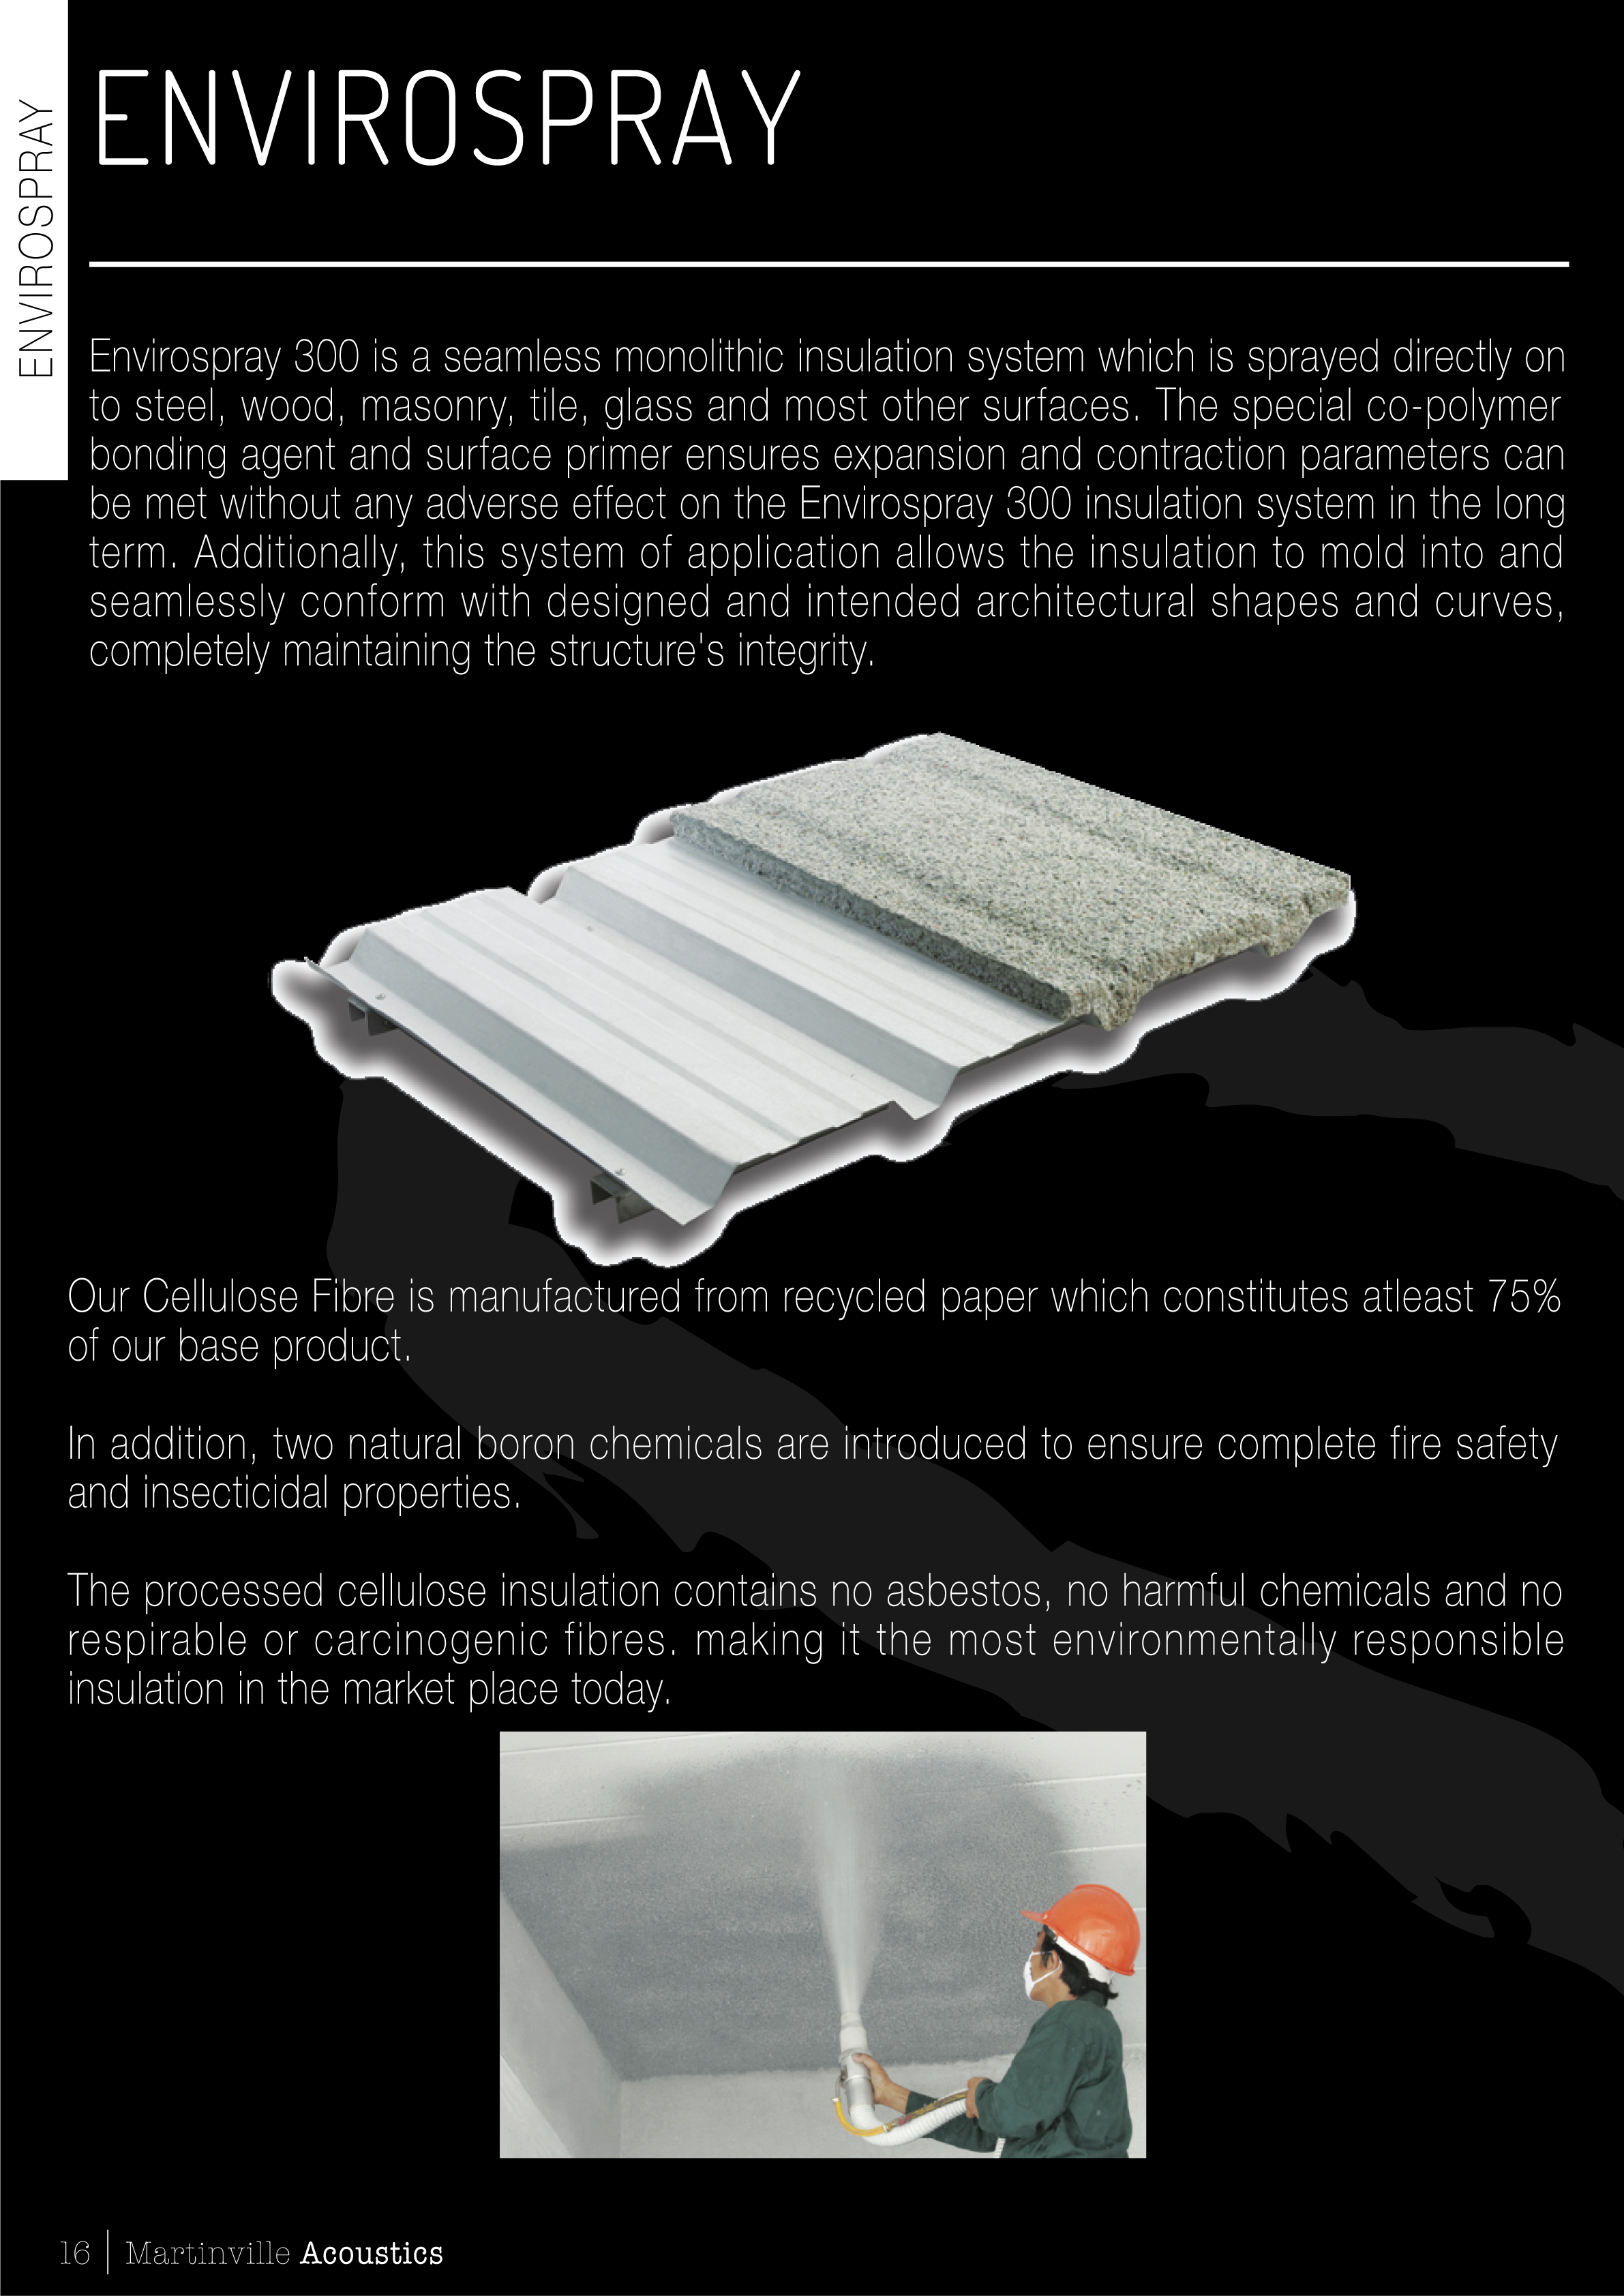 ENVIROSPRAY
ENVIROSPRAY
Envirospray 300 is a seamless monolithic insulation system which is sprayed directly on
to steel, wood, masonry, tile, glass and most other surfaces. The special co-polymer
bonding agent and surface primer ensures expansion and contraction parameters can
be met without any adverse effect on the Envirospray 300 insulation system in the long
term. Additionally, this system of application allows the insulation to mold into and
seamlessly conform with designed and intended architectural shapes and curves,
completely maintaining the structure's integrity.
Our Cellulose Fibre is manufactured from recycled paper which constitutes atleast 75%
of our base product.
In addition, two natural boron chemicals are introduced to ensure complete fire safety
and insecticidal properties.
The processed cellulose insulation contains no asbestos, no harmful chemicals and no
respirable or carcinogenic fibres. making it the most environmentally responsible
insulation in the market place today.
16 | Martinville Acoustics